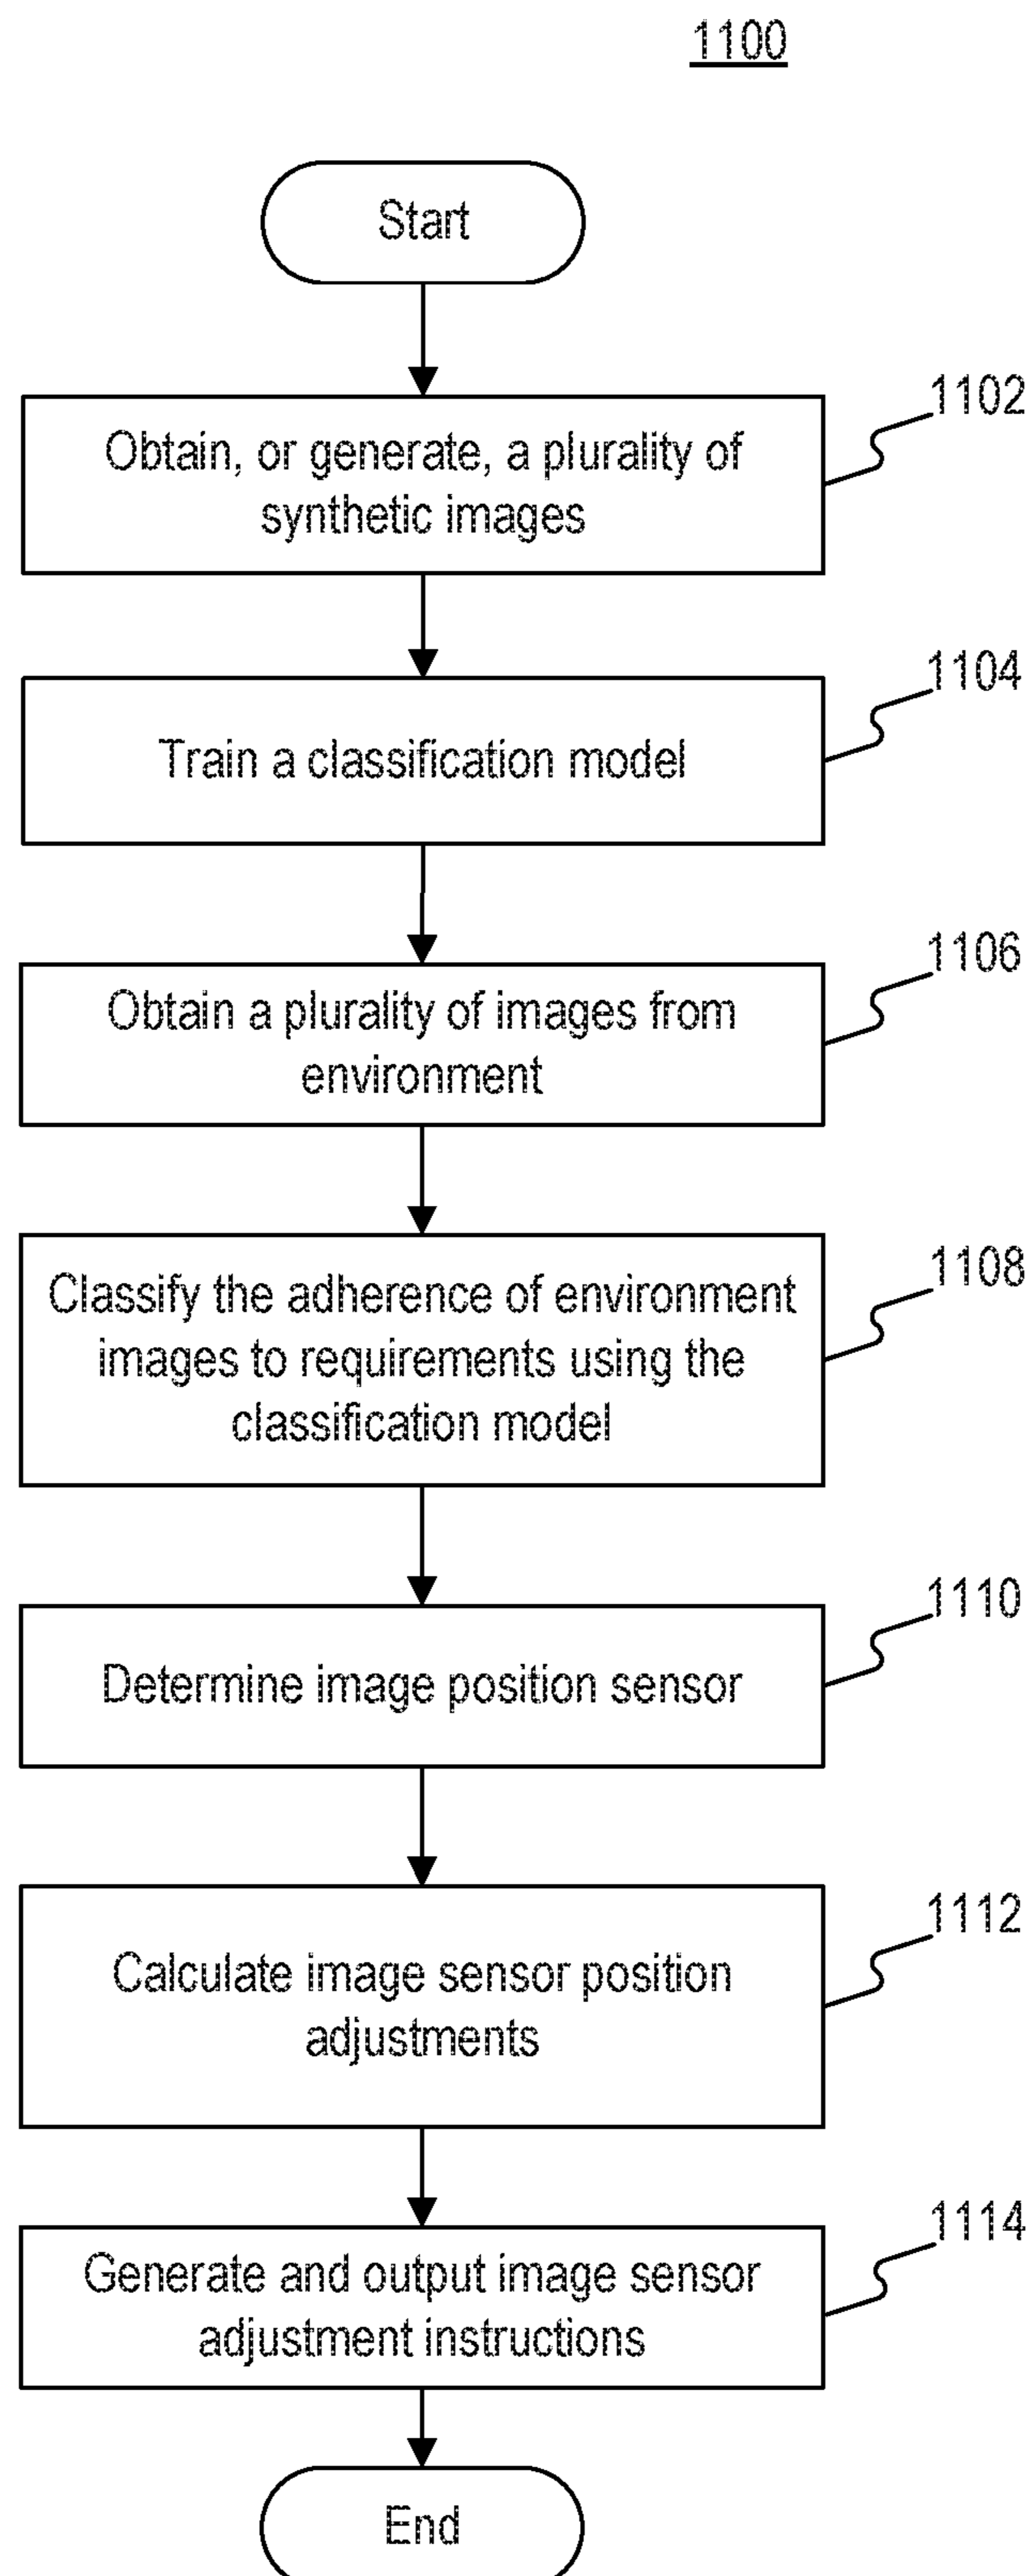 1100
Start
1102
Obtain, or generate, a plurality of
synthetic images
1104
Train a classification model
1106
Obtain a plurality of images from
environment
1108
Classify the adherence of environment
images to requirements using the
classification model
1110
Determine image position sensor
1112
Calculate image sensor position
adjustments
1114
Generate and output image sensor
adjustment instructions
End